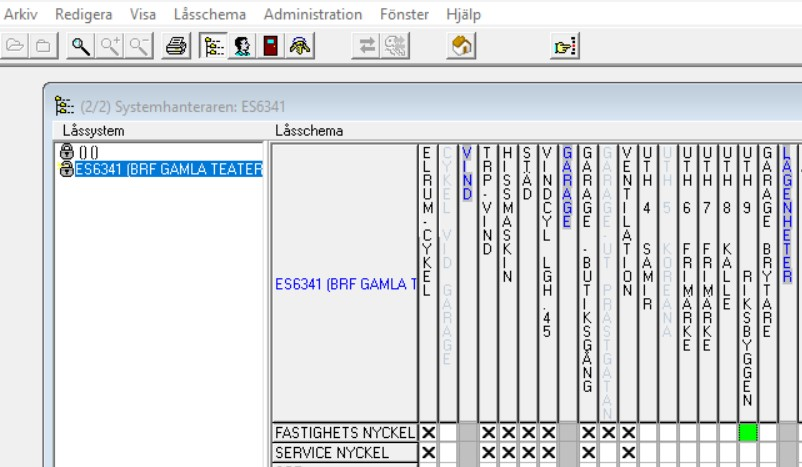 Arkiv Redigera Visa Låsschema Administration Fönster Hjälp
(2/2) Systemhanteraren: ES6341
Låssystem
Låsschema
00
ES6341 (BRF GAMLA TEATER
ES6341 (BRF GAMLA T
ELRUM-CYKEL
CYKEL VID GARAGE
VIND
TRP-VIND
HISSMASKIN
STÄD
VINDCYL LGH.45
GARAGE
GARAGE-BUTIKSGÅNG
GARAGE-UT PRÄSTGATAN
VENTILATION
UTH 4 SAMIR
UTH 5 KOREANA
UTH 6 FRIMÄRKE
UTH 7 FRIMÄRKE
UTH 8 KALLE
UTH 9 RIKSBYGGEN
GARAGE BRYTARE
LÄGENHETER
FASTIGHETS NYCKEL X X X X X X X X
SERVICE NYCKEL X X X X X X X